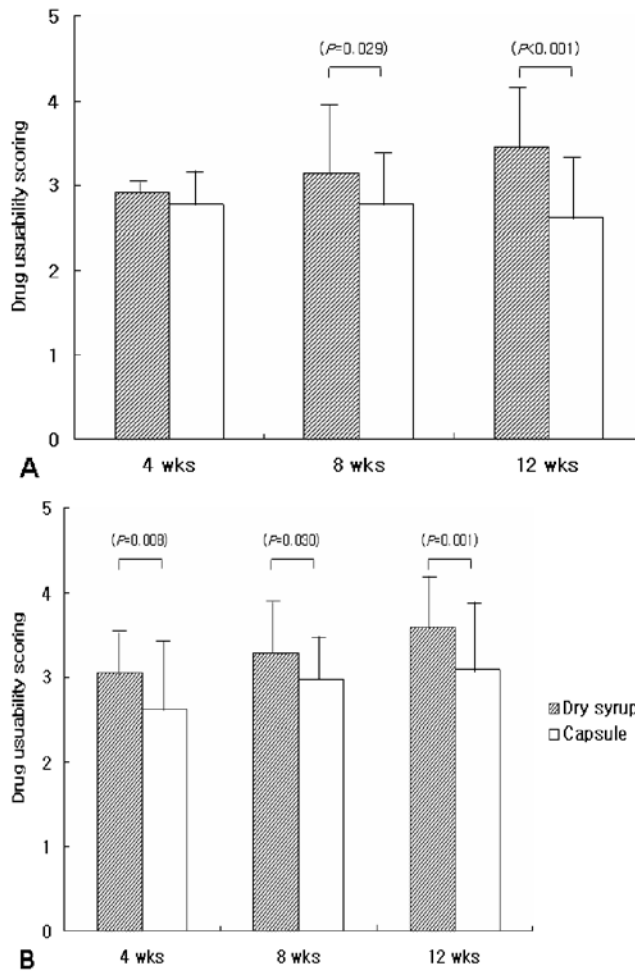 5
(P=0.029)
(P<0.001)
4
3
2
1
0
Drug usuability scoring
A
4 wks
8 wks
12 wks
5
(P=0.008)
(P=0.030)
(P=0.001)
4
3
2
1
0
Drug usuability scoring
Dry syrup
Capsule
B
4 wks
8 wks
12 wks